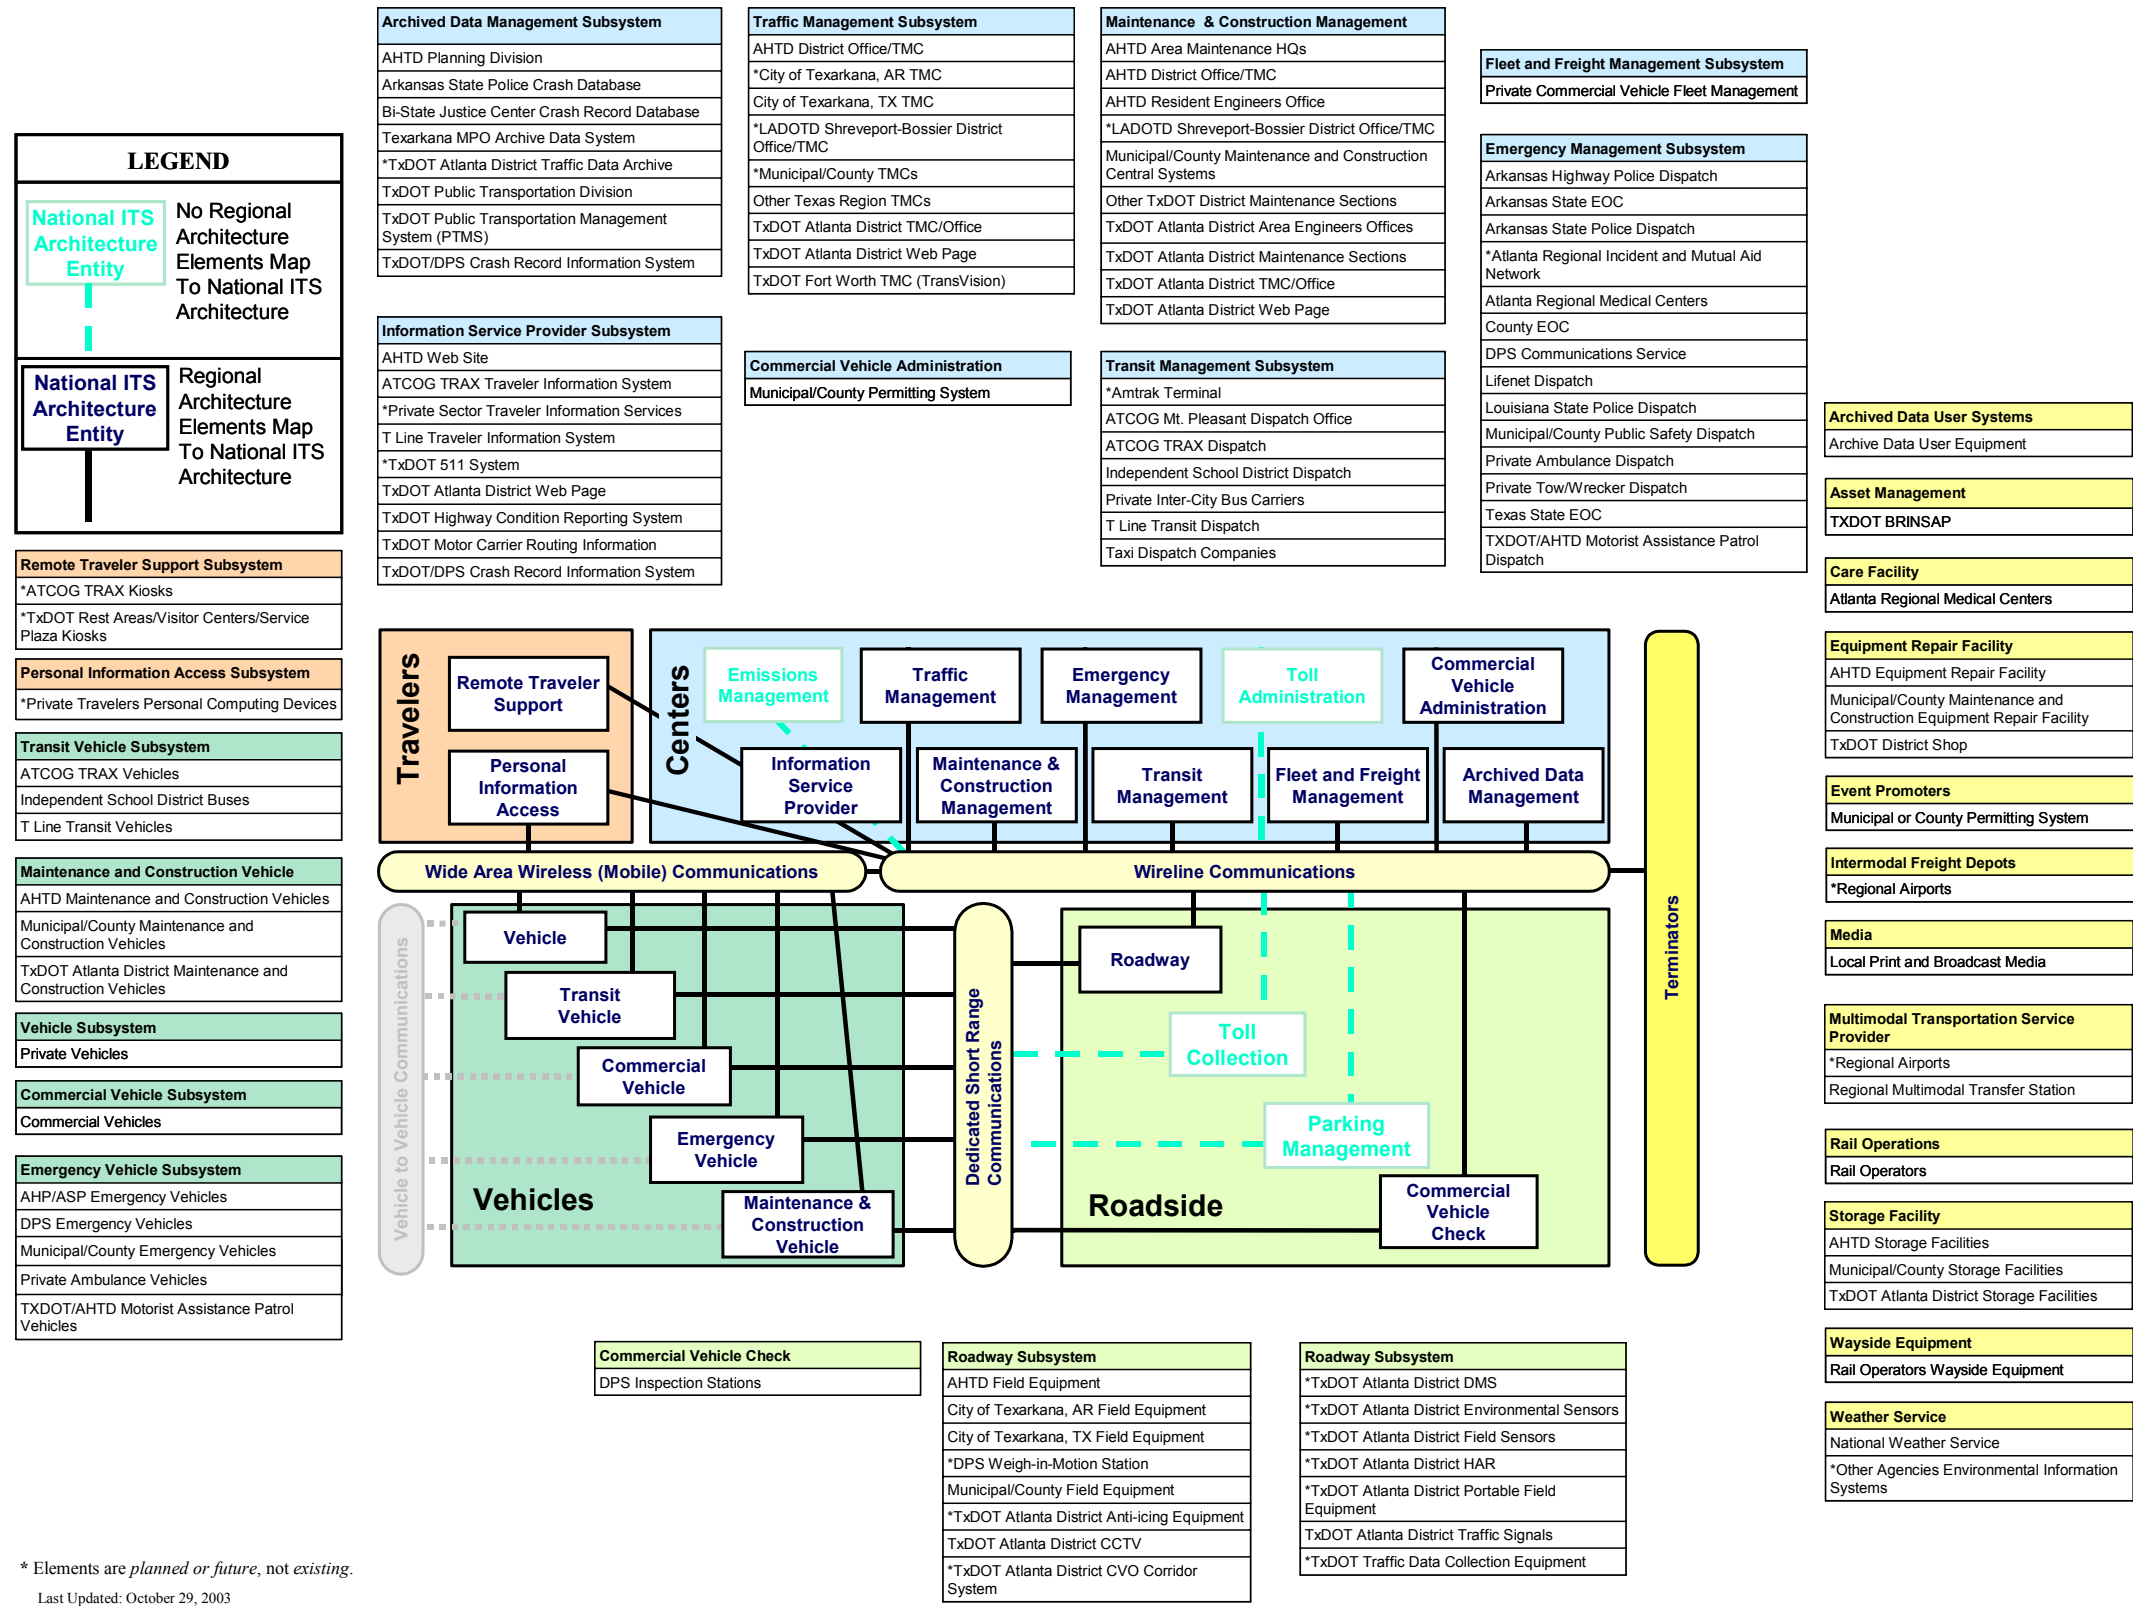 LEGEND
National ITS
Architecture
Entity
No Regional
Architecture
Elements Map
To National ITS
Architecture
National ITS
Architecture
Entity
Regional
Architecture
Elements Map
To National ITS
Architecture
Remote Traveler Support Subsystem
*ATCOG TRAX Kiosks
*TxDOT Rest Areas/Visitor Centers/Service
Plaza Kiosks
Personal Information Access Subsystem
*Private Travelers Personal Computing Devices
Transit Vehicle Subsystem
ATCOG TRAX Vehicles
Independent School District Buses
T Line Transit Vehicles
Maintenance and Construction Vehicle
AHTD Maintenance and Construction Vehicles
Municipal/County Maintenance and
Construction Vehicles
TxDOT Atlanta District Maintenance and
Construction Vehicles
Vehicle Subsystem
Private Vehicles
Commercial Vehicle Subsystem
Commercial Vehicles
Emergency Vehicle Subsystem
AHP/ASP Emergency Vehicles
DPS Emergency Vehicles
Municipal/County Emergency Vehicles
Private Ambulance Vehicles
TXDOT/AHTD Motorist Assistance Patrol
Vehicles
Archived Data Management Subsystem
AHTD Planning Division
Arkansas State Police Crash Database
Bi-State Justice Center Crash Record Database
Texarkana MPO Archive Data System
*TxDOT Atlanta District Traffic Data Archive
TxDOT Public Transportation Division
TxDOT Public Transportation Management
System (PTMS)
TxDOT/DPS Crash Record Information System
Information Service Provider Subsystem
AHTD Web Site
ATCOG TRAX Traveler Information System
*Private Sector Traveler Information Services
T Line Traveler Information System
*TxDOT 511 System
TxDOT Atlanta District Web Page
TxDOT Highway Condition Reporting System
TxDOT Motor Carrier Routing Information
TxDOT/DPS Crash Record Information System
Traffic Management Subsystem
AHTD District Office/TMC
*City of Texarkana, AR TMC
City of Texarkana, TX TMC
*LADOTD Shreveport-Bossier District
Office/TMC
*Municipal/County TMCs
Other Texas Region TMCs
TxDOT Atlanta District TMC/Office
TxDOT Atlanta District Web Page
TxDOT Fort Worth TMC (TransVision)
Commercial Vehicle Administration
Municipal/County Permitting System
Maintenance & Construction Management
AHTD Area Maintenance HQs
AHTD District Office/TMC
AHTD Resident Engineers Office
*LADOTD Shreveport-Bossier District Office/TMC
Municipal/County Maintenance and Construction
Central Systems
Other TxDOT District Maintenance Sections
TxDOT Atlanta District Area Engineers Offices
TxDOT Atlanta District Maintenance Sections
TxDOT Atlanta District TMC/Office
TxDOT Atlanta District Web Page
Transit Management Subsystem
*Amtrak Terminal
ATCOG Mt. Pleasant Dispatch Office
ATCOG TRAX Dispatch
Independent School District Dispatch
Private Inter-City Bus Carriers
T Line Transit Dispatch
Taxi Dispatch Companies
Fleet and Freight Management Subsystem
Private Commercial Vehicle Fleet Management
Emergency Management Subsystem
Arkansas Highway Police Dispatch
Arkansas State EOC
Arkansas State Police Dispatch
*Atlanta Regional Incident and Mutual Aid
Network
Atlanta Regional Medical Centers
County EOC
DPS Communications Service
Lifenet Dispatch
Louisiana State Police Dispatch
Municipal/County Public Safety Dispatch
Private Ambulance Dispatch
Private Tow/Wrecker Dispatch
Texas State EOC
TXDOT/AHTD Motorist Assistance Patrol
Dispatch
Archived Data User Systems
Archive Data User Equipment
Asset Management
TXDOT BRINSAP
Care Facility
Atlanta Regional Medical Centers
Equipment Repair Facility
AHTD Equipment Repair Facility
Municipal/County Maintenance and
Construction Equipment Repair Facility
TxDOT District Shop
Event Promoters
Municipal or County Permitting System
Intermodal Freight Depots
*Regional Airports
Media
Local Print and Broadcast Media
Multimodal Transportation Service
Provider
*Regional Airports
Regional Multimodal Transfer Station
Rail Operations
Rail Operators
Storage Facility
AHTD Storage Facilities
Municipal/County Storage Facilities
TxDOT Atlanta District Storage Facilities
Wayside Equipment
Rail Operators Wayside Equipment
Weather Service
National Weather Service
*Other Agencies Environmental Information
Systems
Travelers
Remote Traveler
Support
Personal
Information
Access
Centers
Emissions
Management
Traffic
Management
Emergency
Management
Toll
Administration
Commercial
Vehicle
Administration
Information
Service
Provider
Maintenance &
Construction
Management
Transit
Management
Fleet and Freight
Management
Archived Data
Management
Wide Area Wireless (Mobile) Communications
Wireline Communications
Terminators
Vehicle to Vehicle Communications
Vehicle
Transit
Vehicle
Commercial
Vehicle
Emergency
Vehicle
Maintenance &
Construction
Vehicle
Vehicles
Dedicated Short Range
Communications
Roadway
Toll
Collection
Parking
Management
Commercial
Vehicle
Check
Roadside
Commercial Vehicle Check
DPS Inspection Stations
Roadway Subsystem
AHTD Field Equipment
City of Texarkana, AR Field Equipment
City of Texarkana, TX Field Equipment
*DPS Weigh-in-Motion Station
Municipal/County Field Equipment
*TxDOT Atlanta District Anti-icing Equipment
TxDOT Atlanta District CCTV
*TxDOT Atlanta District CVO Corridor
System
Roadway Subsystem
*TxDOT Atlanta District DMS
*TxDOT Atlanta District Environmental Sensors
*TxDOT Atlanta District Field Sensors
*TxDOT Atlanta District HAR
*TxDOT Atlanta District Portable Field
Equipment
TxDOT Atlanta District Traffic Signals
*TxDOT Traffic Data Collection Equipment
* Elements are planned or future, not existing.
Last Updated: October 29, 2003